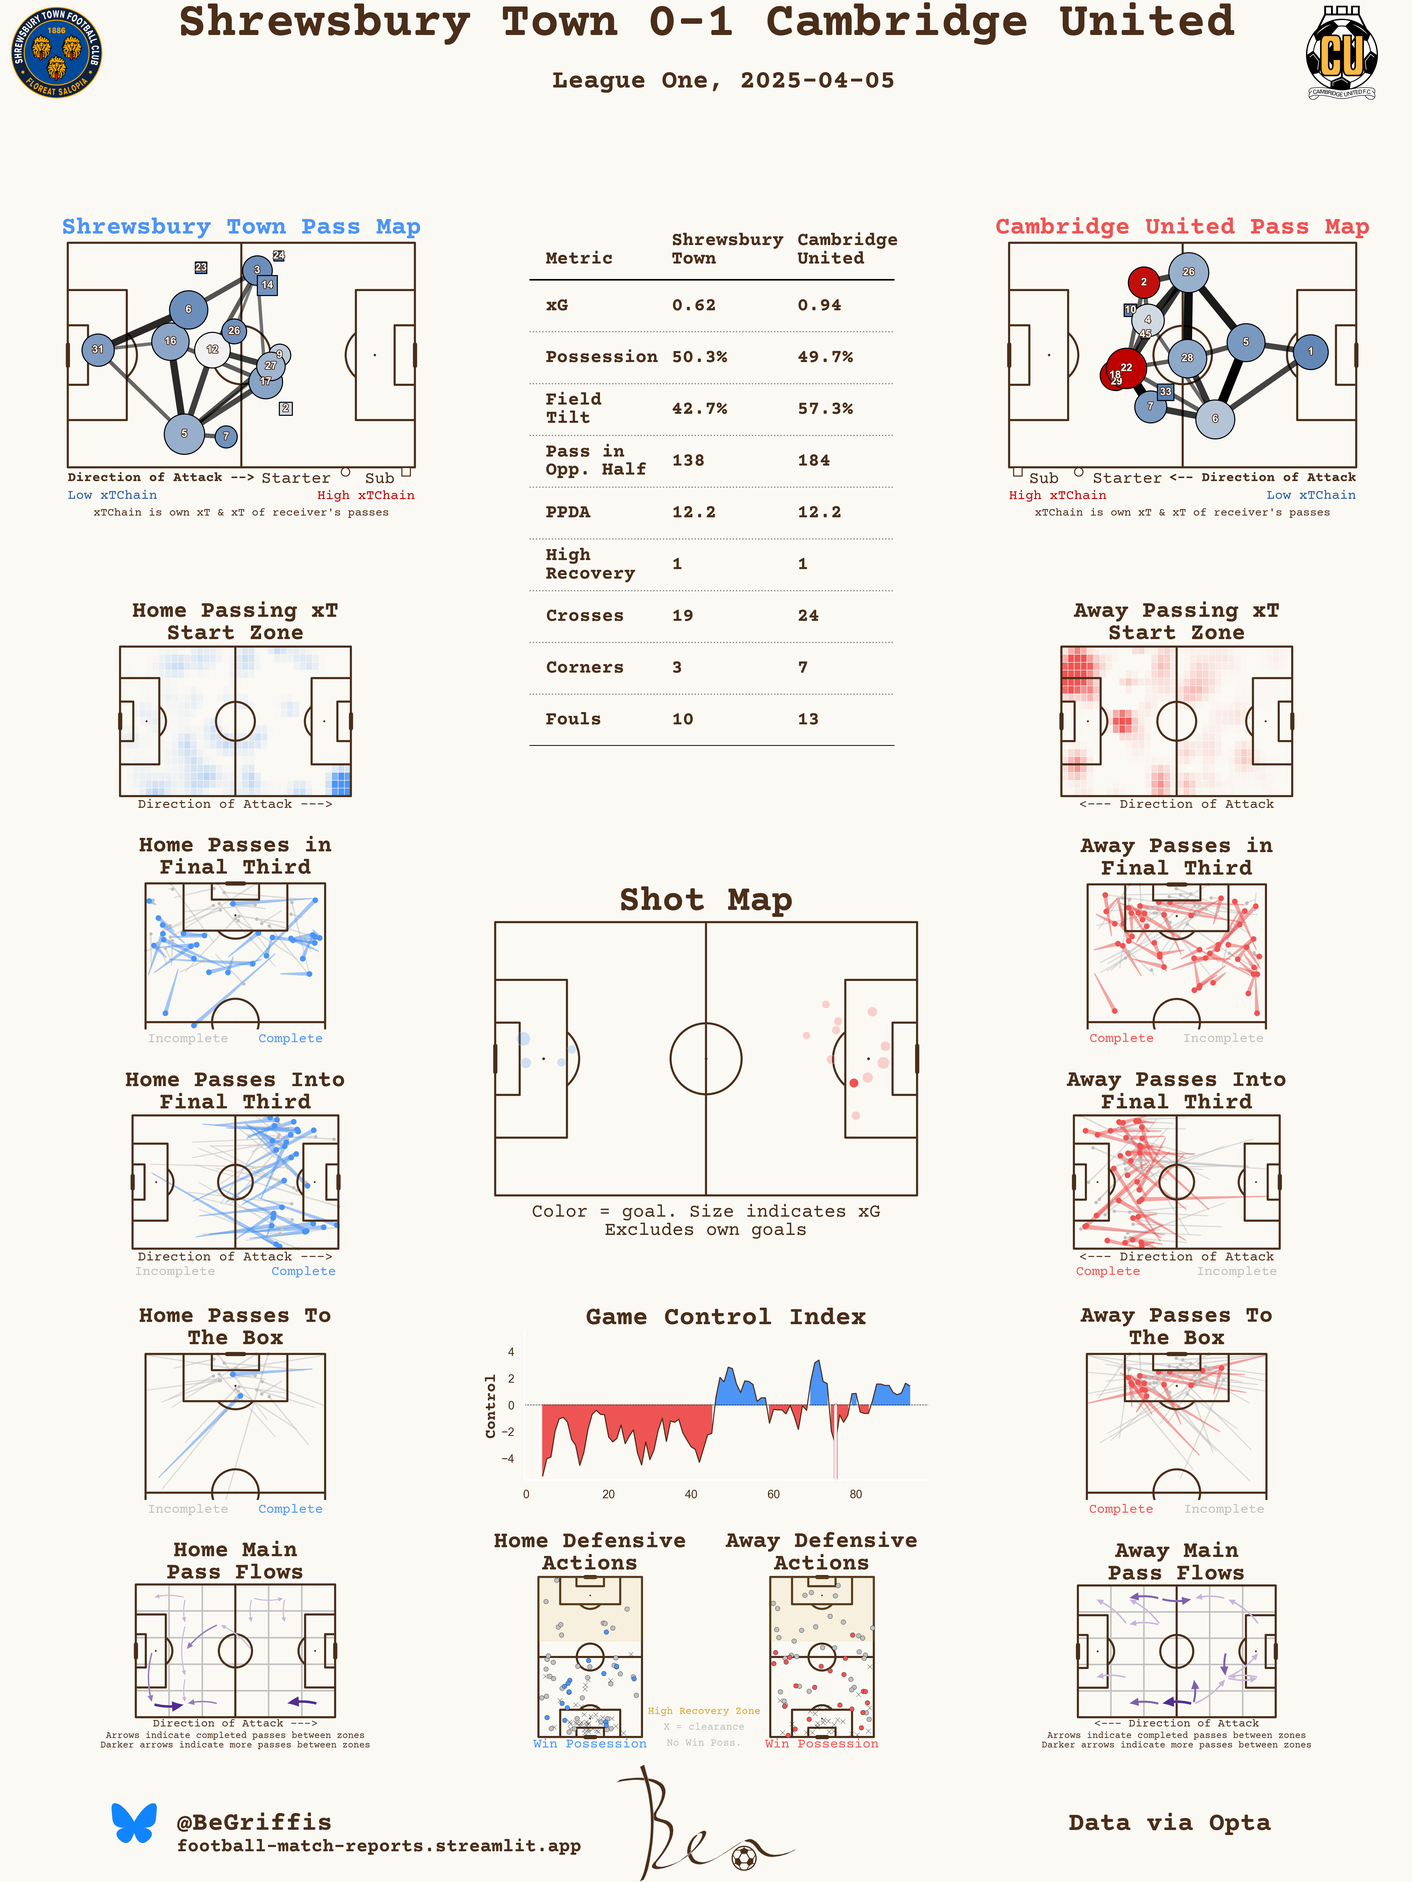 Shrewsbury Town 0-1 Cambridge United
League One, 2025-04-05
SHREWSBURY TOWN FOOTBALL CLUB
1886
FLOREAT SALOPIA
CU
CAMBRIDGE UNITED F.C.
Shrewsbury Town Pass Map
23
24
3
14
6
26
16
12
31
9
27
17
2
5
7
Direction of Attack --> Starter Sub
Low xTChain High xTChain
xTChain is own xT & xT of receiver's passes
Metric Shrewsbury Town Cambridge United
xG 0.62 0.94
Possession 50.3% 49.7%
Field Tilt 42.7% 57.3%
Pass in Opp. Half 138 184
PPDA 12.2 12.2
High Recovery 1 1
Crosses 19 24
Corners 3 7
Fouls 10 13
Cambridge United Pass Map
26
2
10
4
45
5
1
28
22
18
29
33
7
6
Sub Starter <-- Direction of Attack
High xTChain Low xTChain
xTChain is own xT & xT of receiver's passes
Home Passing xT
Start Zone
Direction of Attack --->
Away Passing xT
Start Zone
<--- Direction of Attack
Home Passes in
Final Third
Incomplete Complete
Away Passes in
Final Third
Complete Incomplete
Shot Map
Color = goal. Size indicates xG
Excludes own goals
Home Passes Into
Final Third
Direction of Attack --->
Incomplete Complete
Away Passes Into
Final Third
<--- Direction of Attack
Complete Incomplete
Home Passes To
The Box
Incomplete Complete
Game Control Index
Control
4
2
0
−2
−4
0 20 40 60 80
Away Passes To
The Box
Complete Incomplete
Home Main
Pass Flows
Direction of Attack --->
Arrows indicate completed passes between zones
Darker arrows indicate more passes between zones
Home Defensive
Actions
Win Possession
High Recovery Zone
X = clearance
No Win Poss.
Away Defensive
Actions
Win Possession
Away Main
Pass Flows
<--- Direction of Attack
Arrows indicate completed passes between zones
Darker arrows indicate more passes between zones
@BeGriffis
football-match-reports.streamlit.app
Ben
Data via Opta